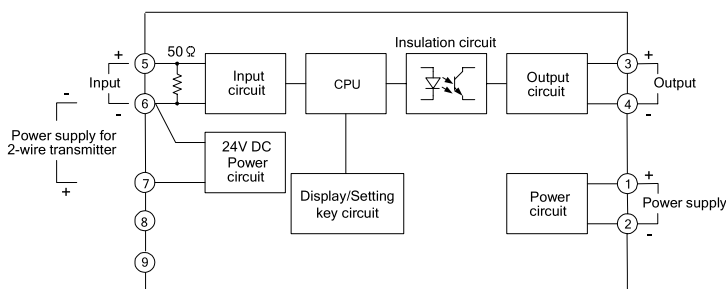 Insulation circuit
+
5
50Ω
Input
circuit
CPU
Output
circuit
3
+
Input
Output
-
6
-
4
-
Power supply for
2-wire transmitter
24V DC
Power
circuit
+
7
Display/Setting
key circuit
Power
circuit
1
+
Power supply
2
-
8
9